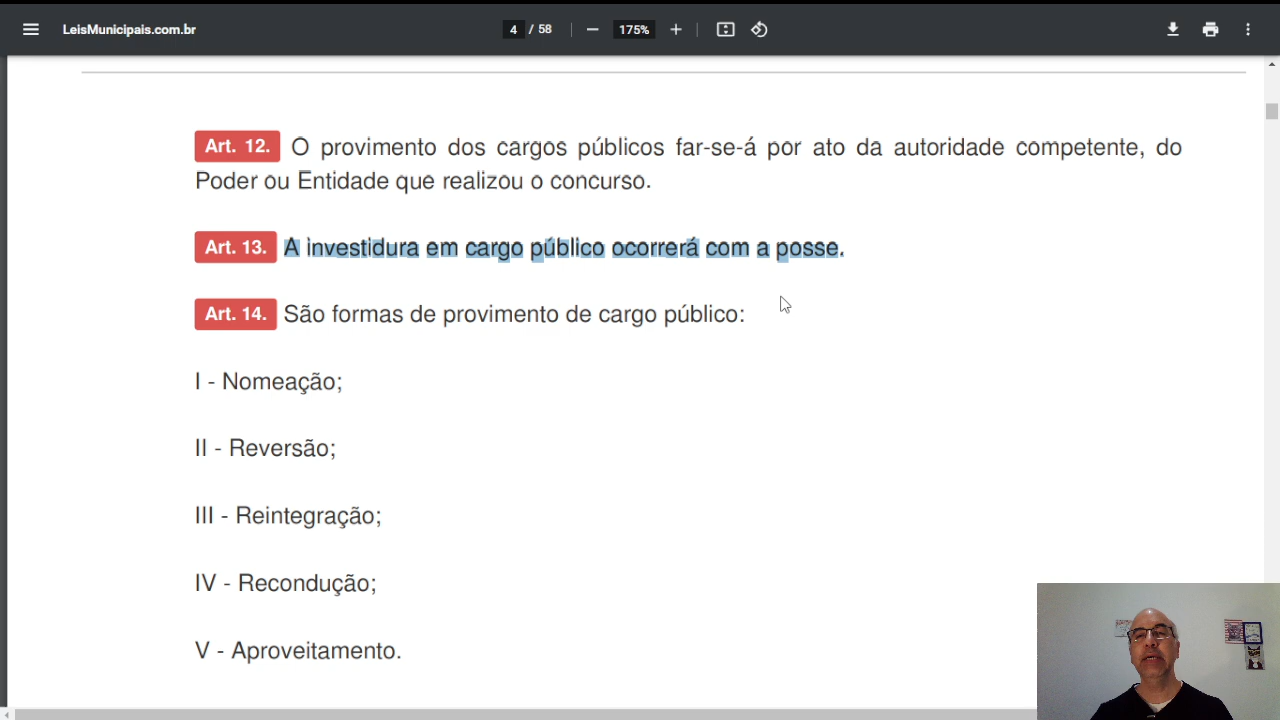 LeisMunicipais.com.br
4 / 58
175%
Art. 12. O provimento dos cargos públicos far-se-á por ato da autoridade competente, do
Poder ou Entidade que realizou o concurso.
Art. 13. A investidura em cargo público ocorrerá com a posse.
Art. 14. São formas de provimento de cargo público:
I - Nomeação;
II - Reversão;
III - Reintegração;
IV - Recondução;
V - Aproveitamento.